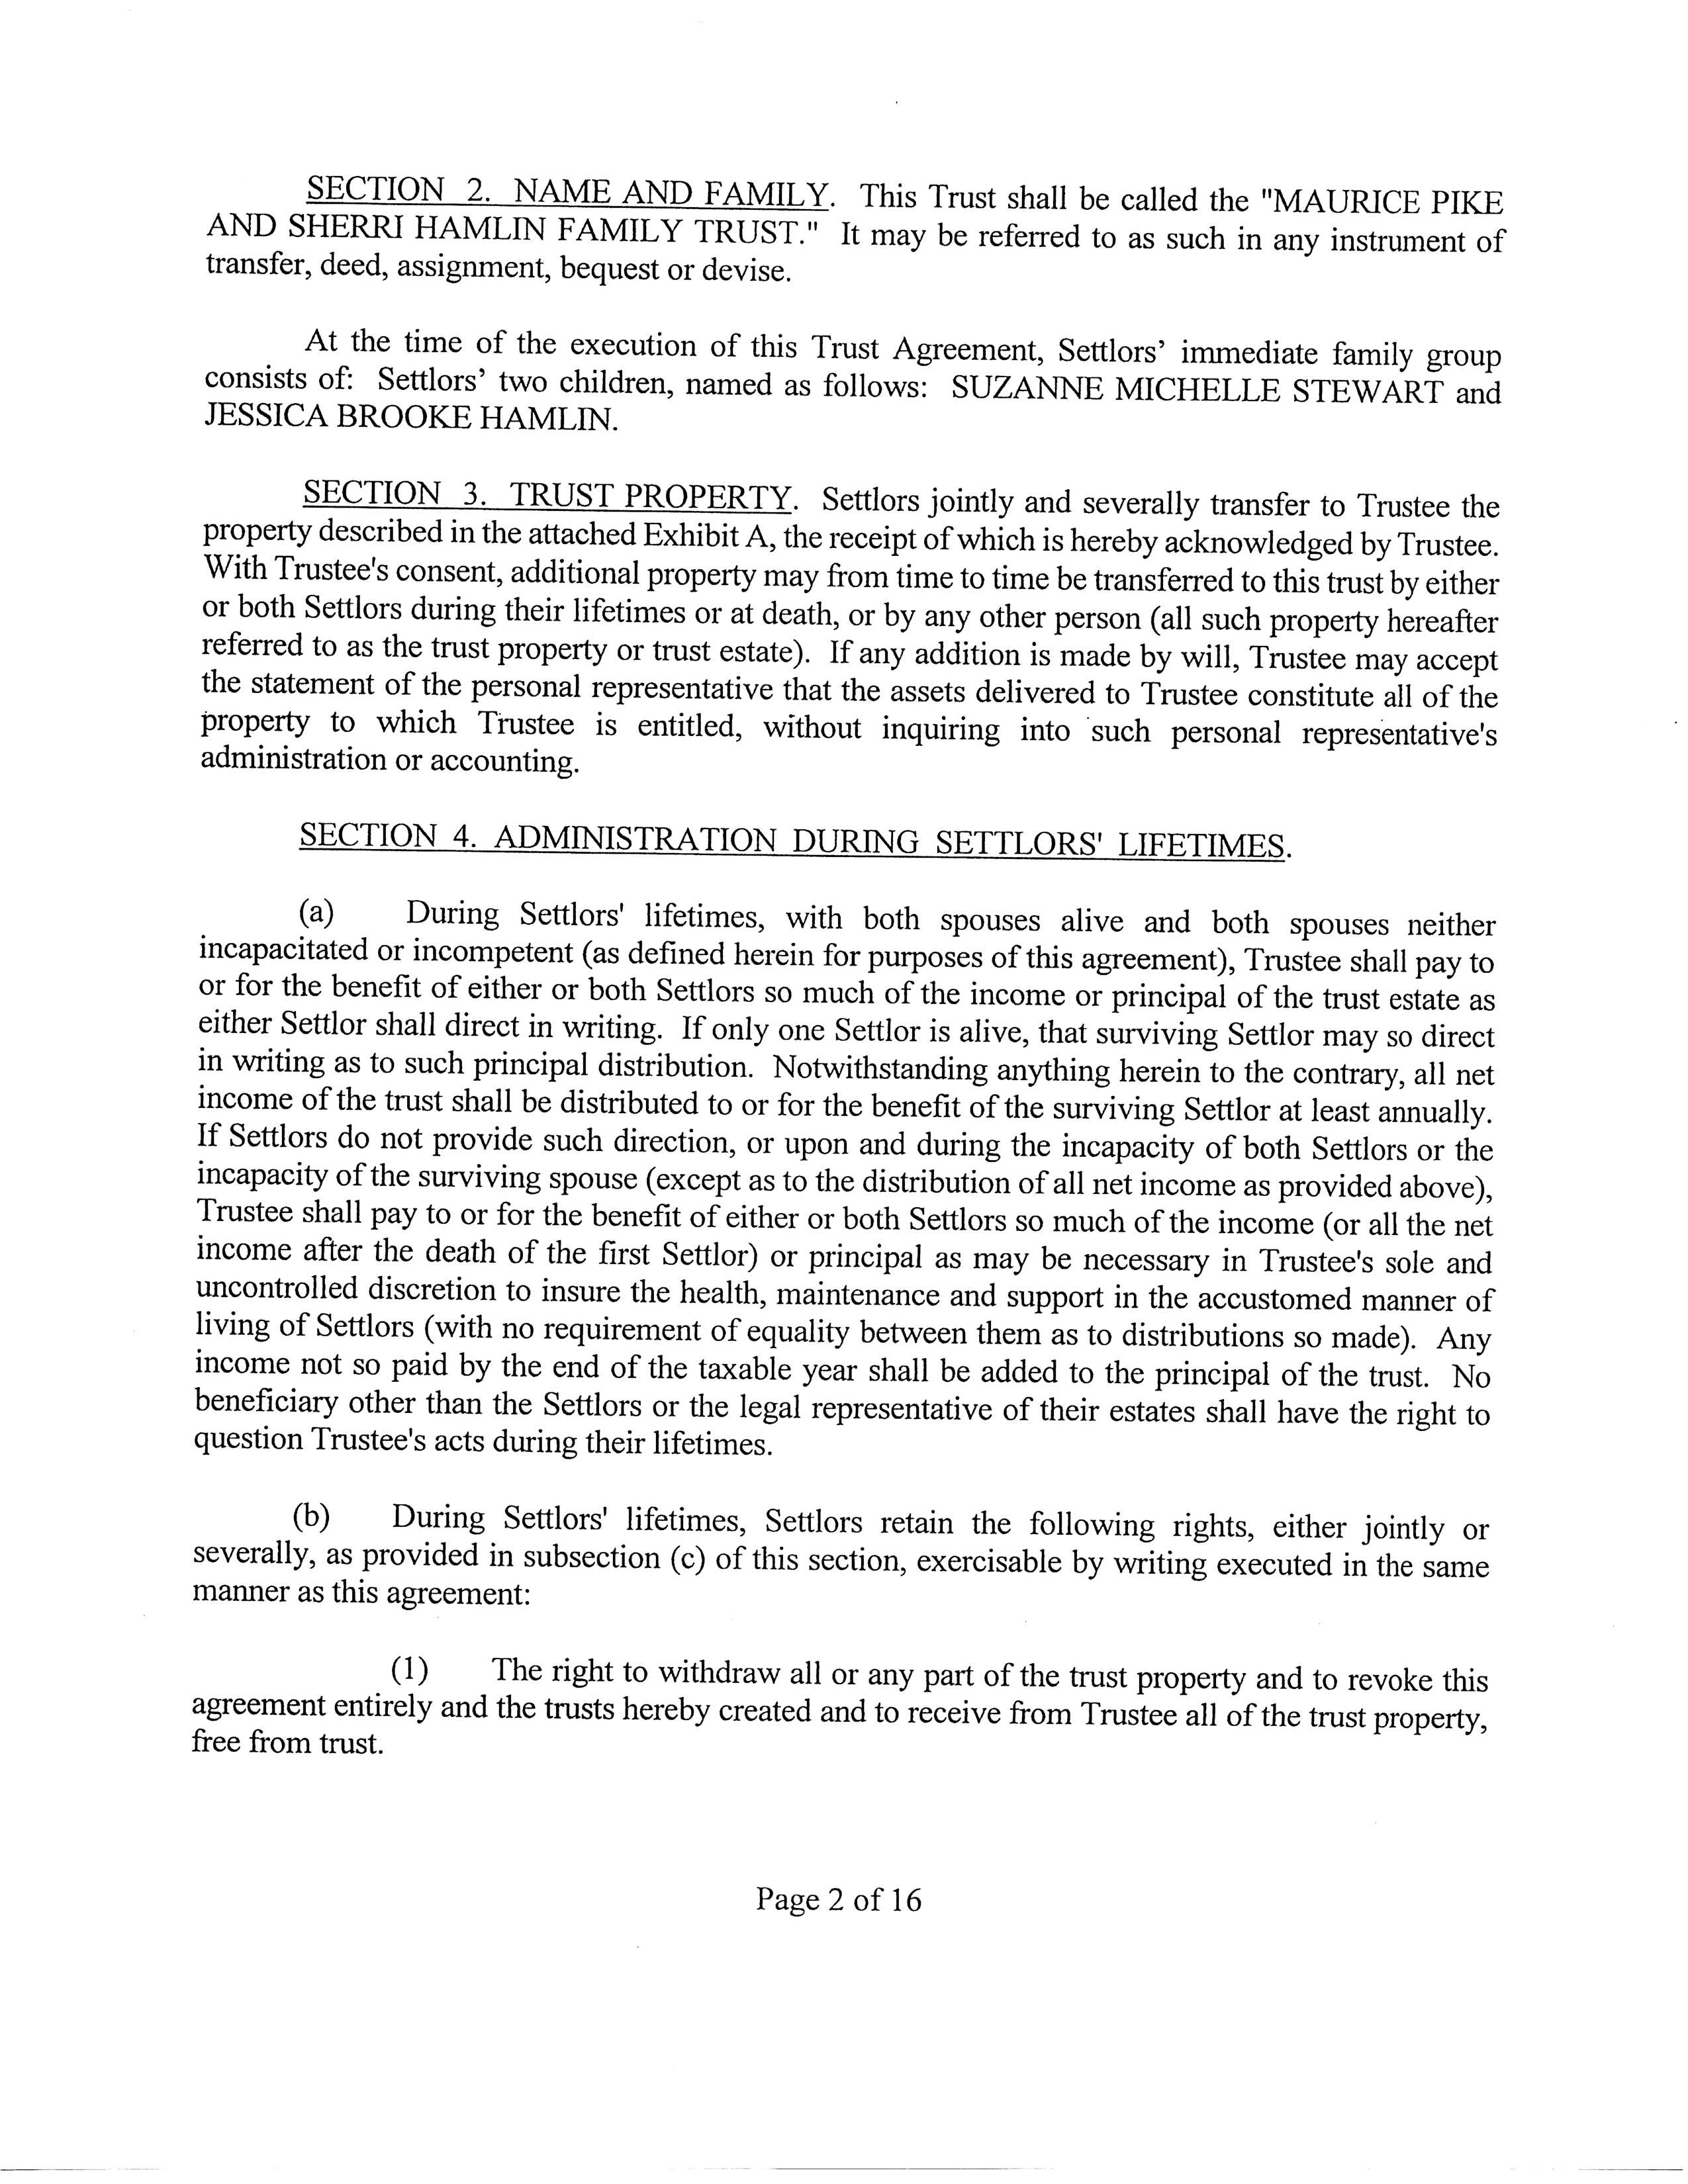 SECTION 2. NAME AND FAMILY. This Trust shall be called the "MAURICE PIKE
AND SHERRI HAMLIN FAMILY TRUST." It may be referred to as such in any instrument of
transfer, deed, assignment, bequest or devise.
At the time of the execution of this Trust Agreement, Settlors' immediate family group
consists of: Settlors' two children, named as follows: SUZANNE MICHELLE STEWART and
JESSICA BROOKE HAMLIN.
SECTION 3. TRUST PROPERTY. Settlors jointly and severally transfer to Trustee the
property described in the attached Exhibit A, the receipt of which is hereby acknowledged by Trustee.
With Trustee's consent, additional property may from time to time be transferred to this trust by either
or both Settlors during their lifetimes or at death, or by any other person (all such property hereafter
referred to as the trust property or trust estate). If any addition is made by will, Trustee may accept
the statement of the personal representative that the assets delivered to Trustee constitute all of the
property to which Trustee is entitled, without inquiring into such personal representative's
administration or accounting.
SECTION 4. ADMINISTRATION DURING SETTLORS' LIFETIMES.
(a) During Settlors' lifetimes, with both spouses alive and both spouses neither
incapacitated or incompetent (as defined herein for purposes of this agreement), Trustee shall pay to
or for the benefit of either or both Settlors so much of the income or principal of the trust estate as
either Settlor shall direct in writing. If only one Settlor is alive, that surviving Settlor may so direct
in writing as to such principal distribution. Notwithstanding anything herein to the contrary, all net
income of the trust shall be distributed to or for the benefit of the surviving Settlor at least annually.
If Settlors do not provide such direction, or upon and during the incapacity of both Settlors or the
incapacity of the surviving spouse (except as to the distribution of all net income as provided above),
Trustee shall pay to or for the benefit of either or both Settlors so much of the income (or all the net
income after the death of the first Settlor) or principal as may be necessary in Trustee's sole and
uncontrolled discretion to insure the health, maintenance and support in the accustomed manner of
living of Settlors (with no requirement of equality between them as to distributions so made). Any
income not so paid by the end of the taxable year shall be added to the principal of the trust. No
beneficiary other than the Settlors or the legal representative of their estates shall have the right to
question Trustee's acts during their lifetimes.
(b) During Settlors' lifetimes, Settlors retain the following rights, either jointly or
severally, as provided in subsection (c) of this section, exercisable by writing executed in the same
manner as this agreement:
(1) The right to withdraw all or any part of the trust property and to revoke this
agreement entirely and the trusts hereby created and to receive from Trustee all of the trust property,
free from trust.
Page 2 of 16